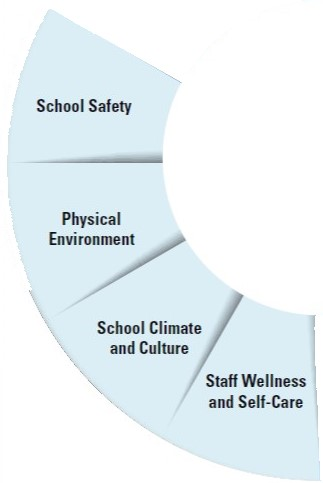 School Safety
Physical
Environment
School Climate
and Culture
Staff Wellness
and Self-Care